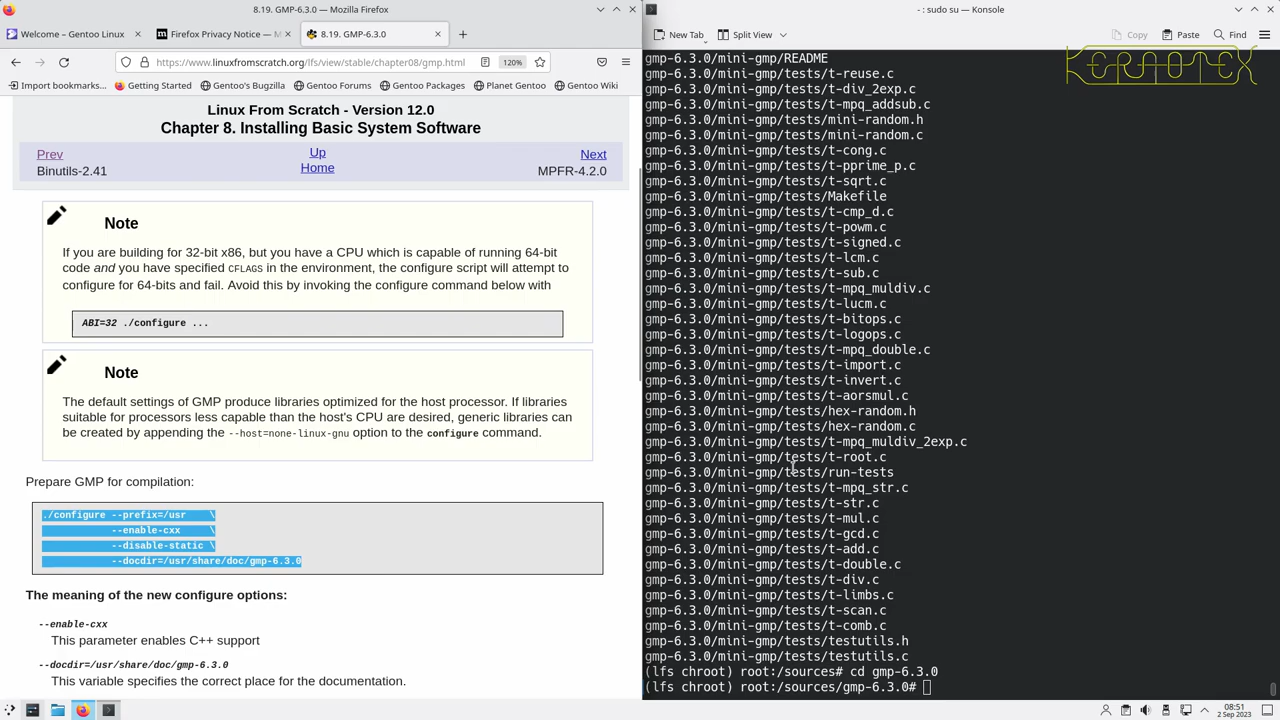 8.19. GMP-6.3.0 — Mozilla Firefox
Welcome – Gentoo Linux
Firefox Privacy Notice — M
8.19. GMP-6.3.0
https://www.linuxfromscratch.org/lfs/view/stable/chapter08/gmp.html
120%
Import bookmarks...
Getting Started
Gentoo's Bugzilla
Gentoo Forums
Gentoo Packages
Planet Gentoo
Gentoo Wiki
Linux From Scratch - Version 12.0
Chapter 8. Installing Basic System Software
Prev
Up
Next
Binutils-2.41
Home
MPFR-4.2.0
Note
If you are building for 32-bit x86, but you have a CPU which is capable of running 64-bit
code and you have specified CFLAGS in the environment, the configure script will attempt to
configure for 64-bits and fail. Avoid this by invoking the configure command below with
ABI=32 ./configure ...
Note
The default settings of GMP produce libraries optimized for the host processor. If libraries
suitable for processors less capable than the host's CPU are desired, generic libraries can
be created by appending the --host=none-linux-gnu option to the configure command.
Prepare GMP for compilation:
./configure --prefix=/usr \
--enable-cxx \
--disable-static \
--docdir=/usr/share/doc/gmp-6.3.0
The meaning of the new configure options:
--enable-cxx
This parameter enables C++ support
--docdir=/usr/share/doc/gmp-6.3.0
This variable specifies the correct place for the documentation.
- : sudo su — Konsole
New Tab
Split View
Copy
Paste
Find
KERNOTEX
gmp-6.3.0/mini-gmp/README
gmp-6.3.0/mini-gmp/tests/t-reuse.c
gmp-6.3.0/mini-gmp/tests/t-div_2exp.c
gmp-6.3.0/mini-gmp/tests/t-mpq_addsub.c
gmp-6.3.0/mini-gmp/tests/mini-random.h
gmp-6.3.0/mini-gmp/tests/mini-random.c
gmp-6.3.0/mini-gmp/tests/t-cong.c
gmp-6.3.0/mini-gmp/tests/t-pprime_p.c
gmp-6.3.0/mini-gmp/tests/t-sqrt.c
gmp-6.3.0/mini-gmp/tests/Makefile
gmp-6.3.0/mini-gmp/tests/t-cmp_d.c
gmp-6.3.0/mini-gmp/tests/t-powm.c
gmp-6.3.0/mini-gmp/tests/t-signed.c
gmp-6.3.0/mini-gmp/tests/t-lcm.c
gmp-6.3.0/mini-gmp/tests/t-sub.c
gmp-6.3.0/mini-gmp/tests/t-mpq_muldiv.c
gmp-6.3.0/mini-gmp/tests/t-lucm.c
gmp-6.3.0/mini-gmp/tests/t-bitops.c
gmp-6.3.0/mini-gmp/tests/t-logops.c
gmp-6.3.0/mini-gmp/tests/t-mpq_double.c
gmp-6.3.0/mini-gmp/tests/t-import.c
gmp-6.3.0/mini-gmp/tests/t-invert.c
gmp-6.3.0/mini-gmp/tests/t-aorsmul.c
gmp-6.3.0/mini-gmp/tests/hex-random.h
gmp-6.3.0/mini-gmp/tests/hex-random.c
gmp-6.3.0/mini-gmp/tests/t-mpq_muldiv_2exp.c
gmp-6.3.0/mini-gmp/tests/t-root.c
gmp-6.3.0/mini-gmp/tests/run-tests
gmp-6.3.0/mini-gmp/tests/t-mpq_str.c
gmp-6.3.0/mini-gmp/tests/t-str.c
gmp-6.3.0/mini-gmp/tests/t-mul.c
gmp-6.3.0/mini-gmp/tests/t-gcd.c
gmp-6.3.0/mini-gmp/tests/t-add.c
gmp-6.3.0/mini-gmp/tests/t-double.c
gmp-6.3.0/mini-gmp/tests/t-div.c
gmp-6.3.0/mini-gmp/tests/t-limbs.c
gmp-6.3.0/mini-gmp/tests/t-scan.c
gmp-6.3.0/mini-gmp/tests/t-comb.c
gmp-6.3.0/mini-gmp/tests/testutils.h
gmp-6.3.0/mini-gmp/tests/testutils.c
(lfs chroot) root:/sources# cd gmp-6.3.0
(lfs chroot) root:/sources/gmp-6.3.0#
08:51
2 Sep 2023